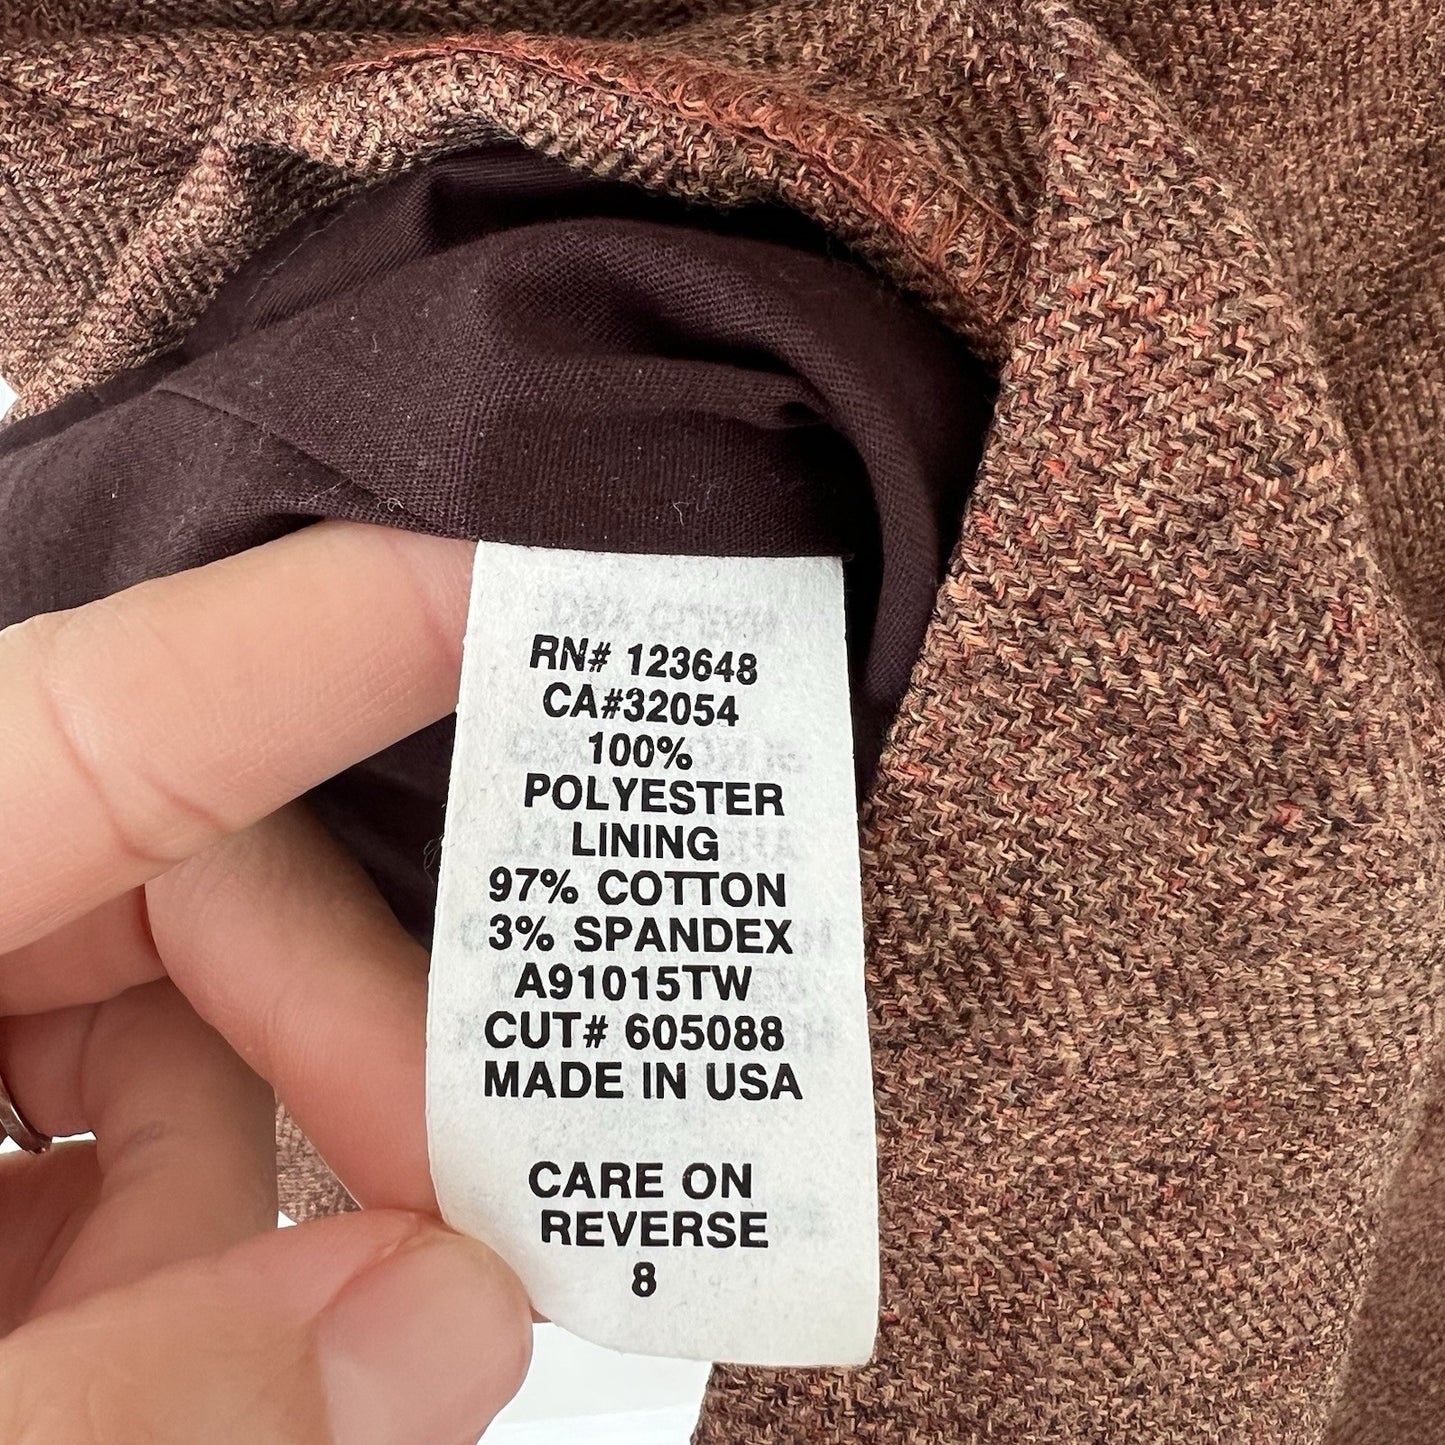 RN# 123648
CA#32054
100%
POLYESTER
LINING
97% COTTON
3% SPANDEX
A91015TW
CUT# 605088
MADE IN USA
CARE ON
REVERSE
8